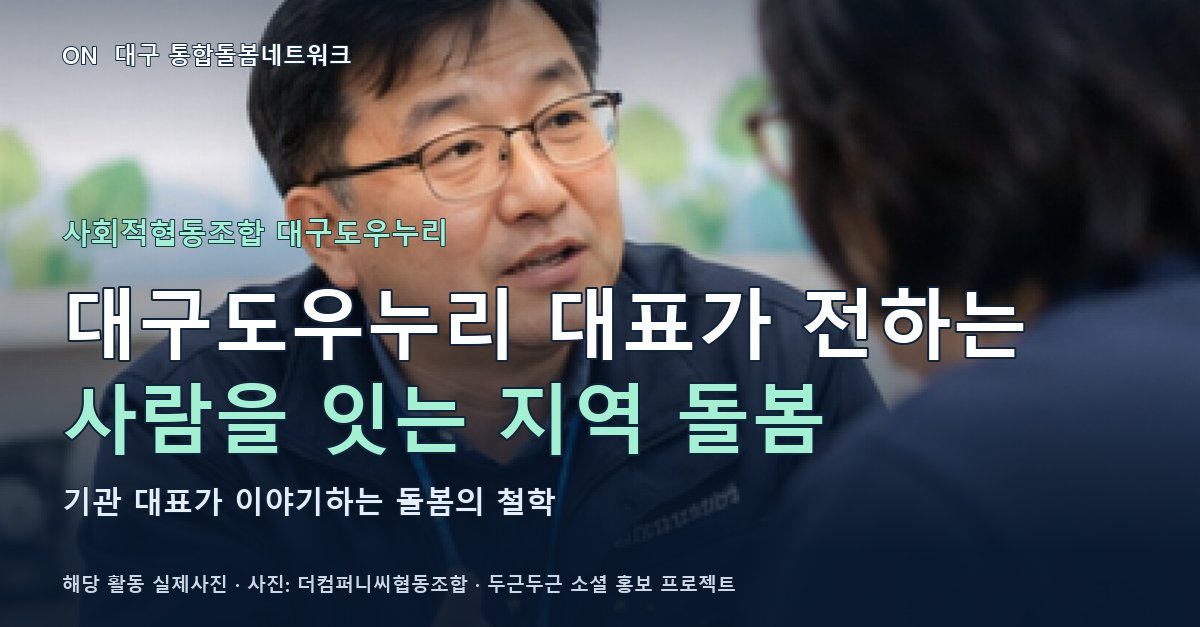 ON 대구 통합돌봄네트워크
사회적협동조합 대구도우누리
대구도우누리 대표가 전하는
사람을 잇는 지역 돌봄
기관 대표가 이야기하는 돌봄의 철학
해당 활동 실제사진 · 사진: 더컴퍼니씨협동조합 · 두근두근 소셜 홍보 프로젝트